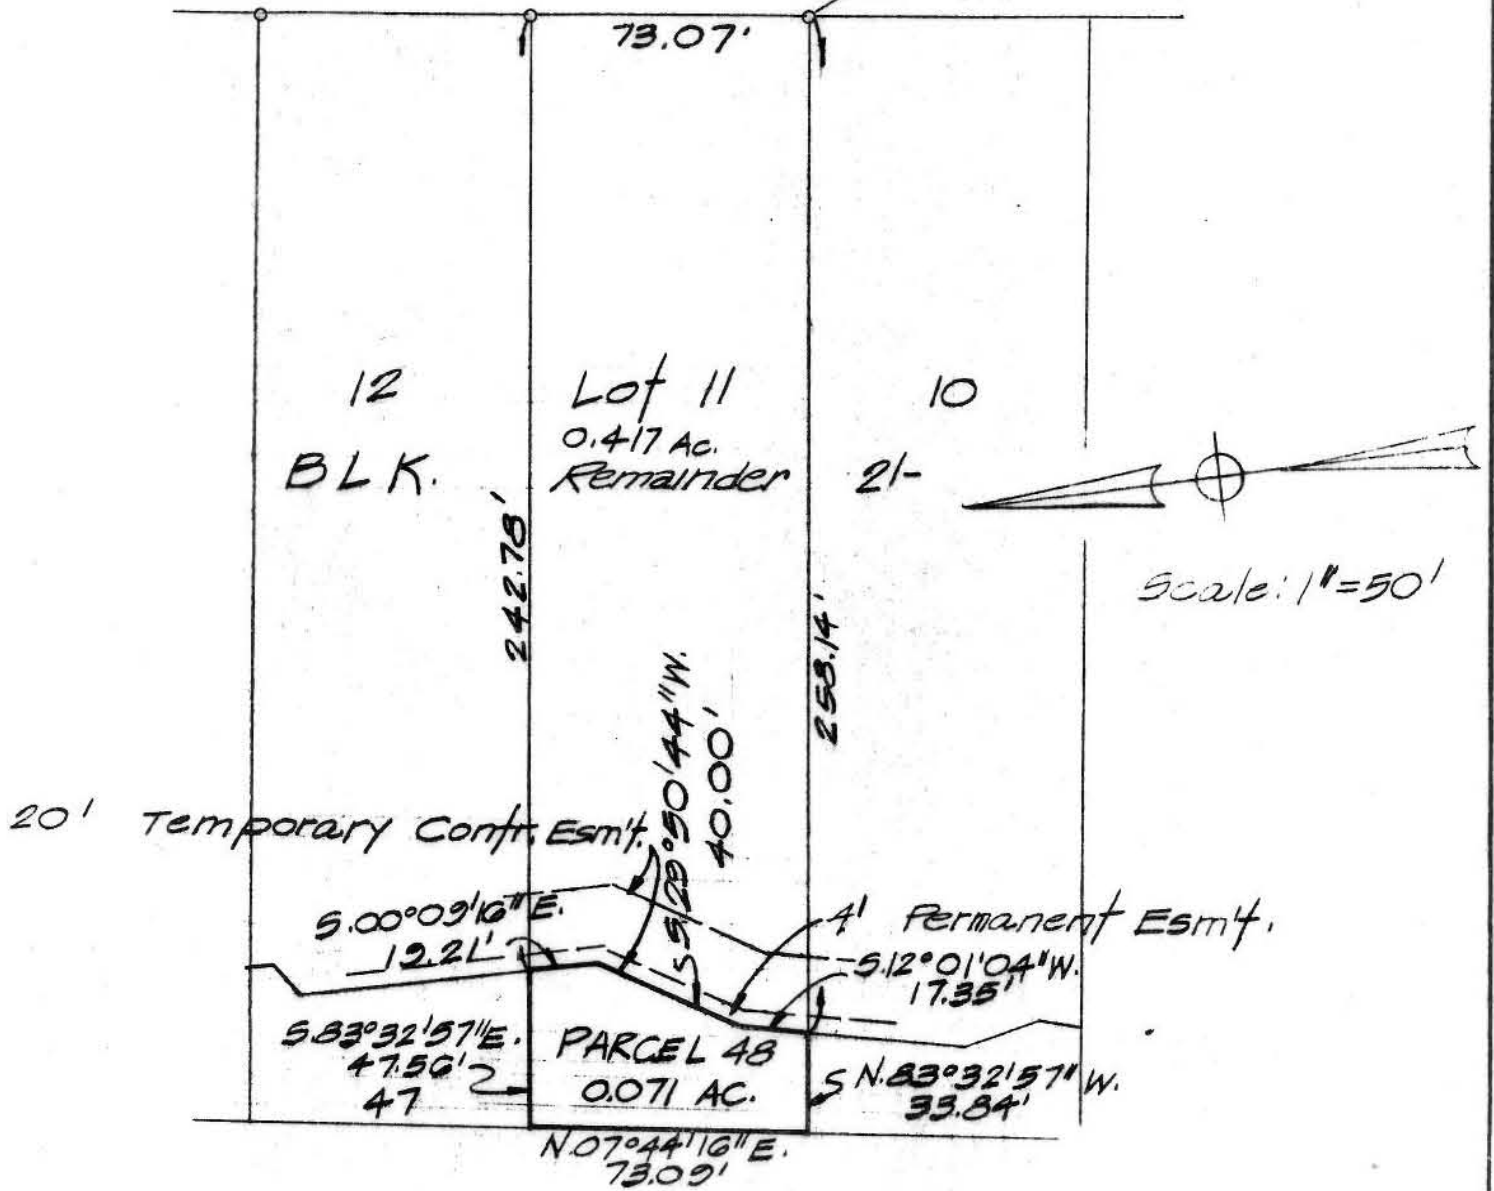 73.07'
12
Lot 11
10
0.417 Ac.
BLK.
Remainder
21-
242.78'
Scale: 1"=50'
258.14'
S.29°50'44"W.
40.00'
20' Temporary Contr. Esm't.
S.00°09'16"E.
19.21'
4' Permanent Esm't.
S.12°01'04"W.
17.35'
S.83°32'57"E.
47.56'
47
PARCEL 48
0.071 AC.
N.83°32'57"W.
33.84'
N.07°44'16"E.
73.09'